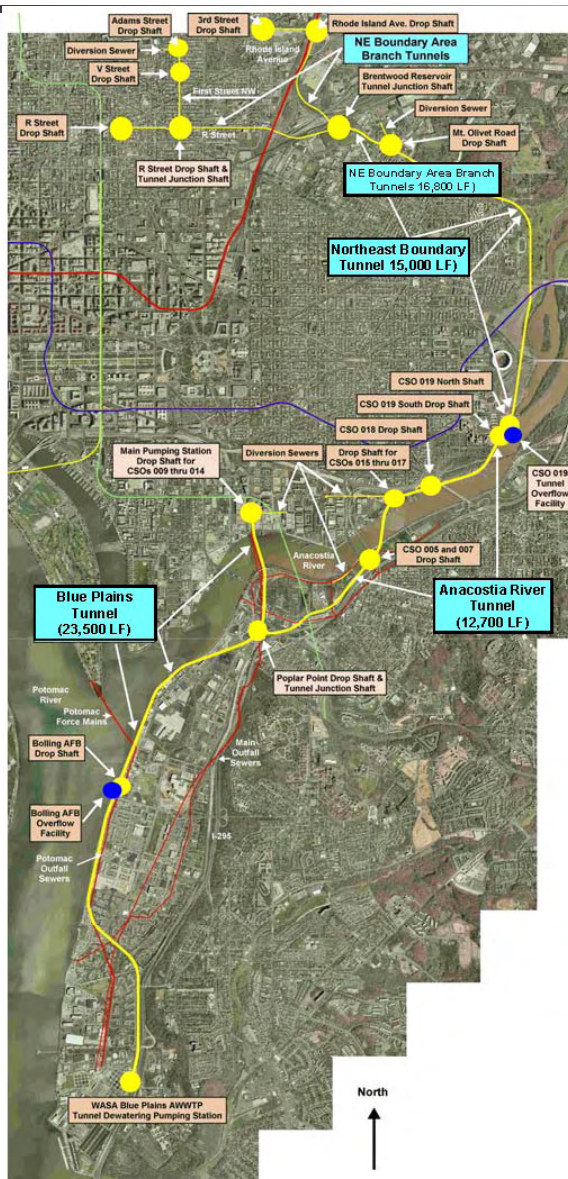 Adams Street
Drop Shaft
3rd Street
Drop Shaft
Rhode Island Ave. Drop Shaft
Diversion Sewer
Rhode Island
Avenue
NE Boundary Area
Branch Tunnels
V Street
Drop Shaft
Brentwood Reservoir
Tunnel Junction Shaft
First Street NW
Diversion Sewer
R Street
Drop Shaft
R Street
Mt. Olivet Road
Drop Shaft
R Street Drop Shaft &
Tunnel Junction Shaft
NE Boundary Area Branch
Tunnels 16,800 LF)
Northeast Boundary
Tunnel 15,000 LF)
CSO 019 North Shaft
CSO 019 South Drop Shaft
CSO 018 Drop Shaft
Main Pumping Station
Drop Shaft for
CSOs 009 thru 014
Diversion Sewers
Drop Shaft for
CSOs 015 thru 017
CSO 019
Tunnel
Overflow
Facility
Anacostia
River
CSO 005 and 007
Drop Shaft
Blue Plains
Tunnel
(23,500 LF)
Anacostia River
Tunnel
(12,700 LF)
Poplar Point Drop Shaft &
Tunnel Junction Shaft
Potomac
River
Potomac
Force Mains
Main
Outfall
Sewers
Bolling AFB
Drop Shaft
Bolling AFB
Overflow
Facility
I-295
Potomac
Outfall
Sewers
WASA Blue Plains AWWTP
Tunnel Dewatering Pumping Station
North